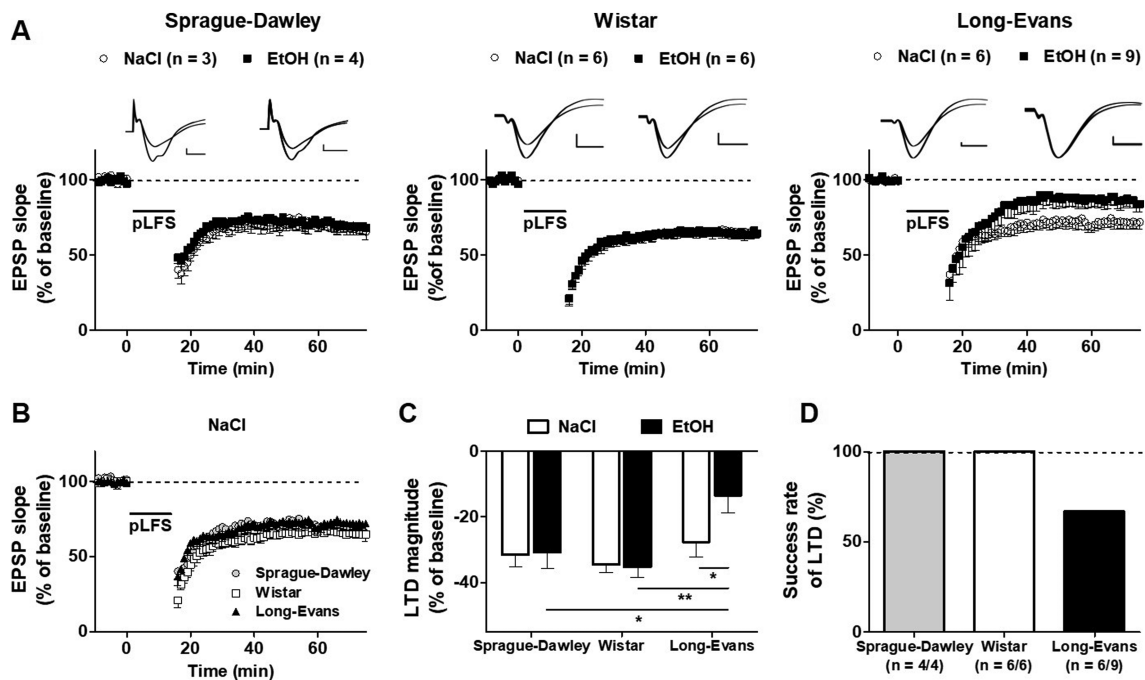 A
Sprague-Dawley
NaCl (n = 3) EtOH (n = 4)
EPSP slope
(% of baseline)
100
50
0
pLFS
0 20 40 60
Time (min)
Wistar
NaCl (n = 6) EtOH (n = 6)
EPSP slope
(%of baseline)
100
50
0
pLFS
0 20 40 60
Time (min)
Long-Evans
NaCl (n = 6) EtOH (n = 9)
EPSP slope
(% of baseline)
100
50
0
pLFS
0 20 40 60
Time (min)
B
NaCl
EPSP slope
(% of baseline)
100
50
0
pLFS
Sprague-Dawley
Wistar
Long-Evans
0 20 40 60
Time (min)
C
NaCl EtOH
LTD magnitude
(% of baseline)
0
-20
-40
*
**
*
Sprague-Dawley Wistar Long-Evans
D
Success rate
of LTD (%)
100
50
0
Sprague-Dawley Wistar Long-Evans
(n = 4/4) (n = 6/6) (n = 6/9)